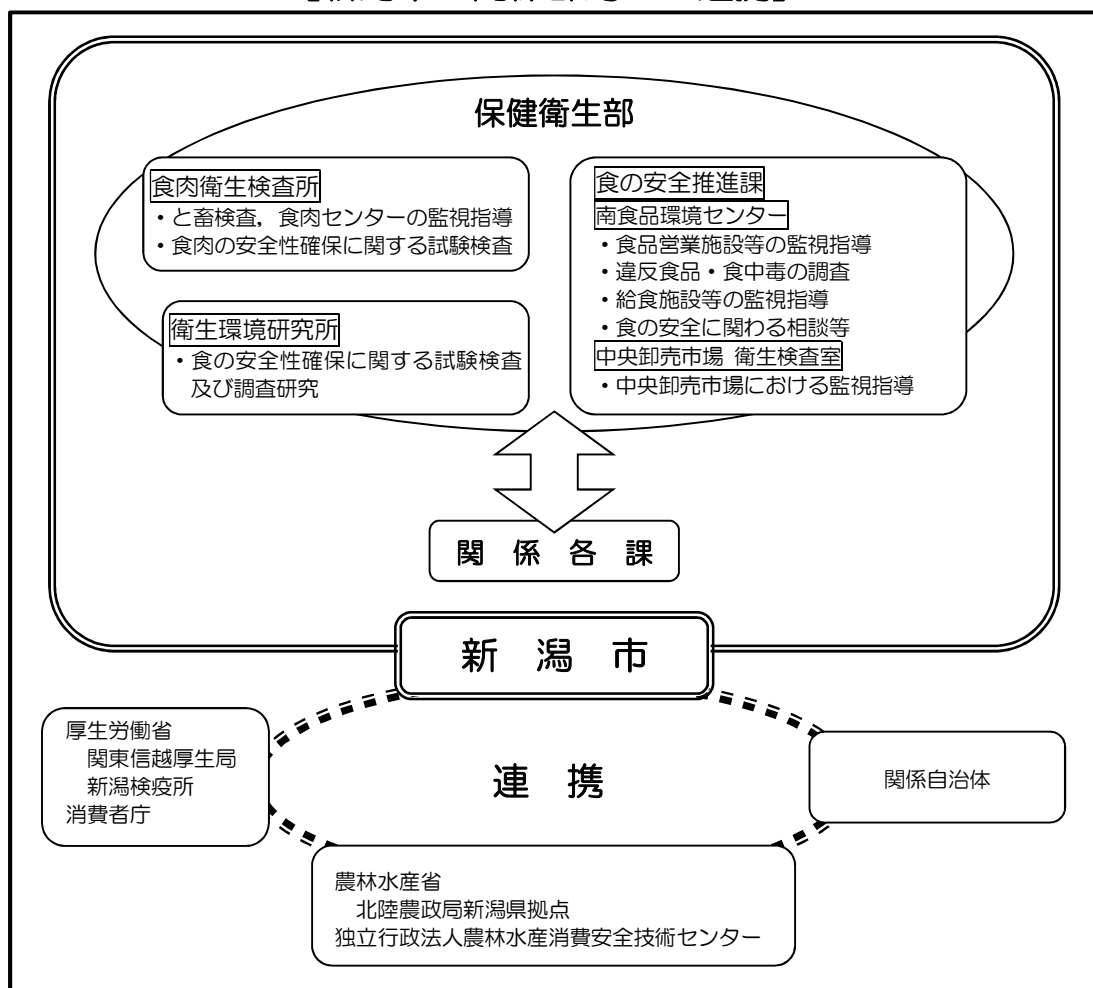 保健衛生部
食肉衛生検査所
・と畜検査，食肉センターの監視指導
・食肉の安全性確保に関する試験検査
衛生環境研究所
・食の安全性確保に関する試験検査
及び調査研究
食の安全推進課
南食品環境センター
・食品営業施設等の監視指導
・違反食品・食中毒の調査
・給食施設等の監視指導
・食の安全に関わる相談等
中央卸売市場 衛生検査室
・中央卸売市場における監視指導
関 係 各 課
新 潟 市
厚生労働省
関東信越厚生局
新潟検疫所
消費者庁
連 携
関係自治体
農林水産省
北陸農政局新潟県拠点
独立行政法人農林水産消費安全技術センター